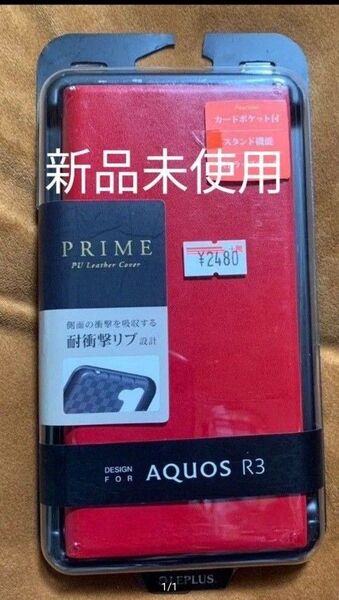 Function
カードポケット付
スタンド機能
新品未使用
PRIME
PU Leather Cover
¥2480
側面の衝撃を吸収する
耐衝撃リブ設計
DESIGN
FOR
AQUOS R3
LEPLUS
1/1